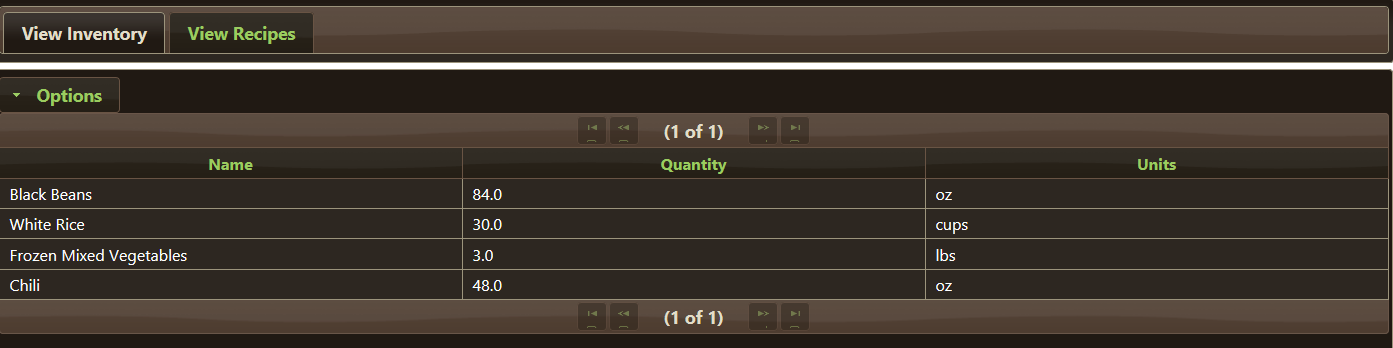 View Inventory View Recipes
Options
(1 of 1)
Name Quantity Units
Black Beans 84.0 oz
White Rice 30.0 cups
Frozen Mixed Vegetables 3.0 lbs
Chili 48.0 oz
(1 of 1)